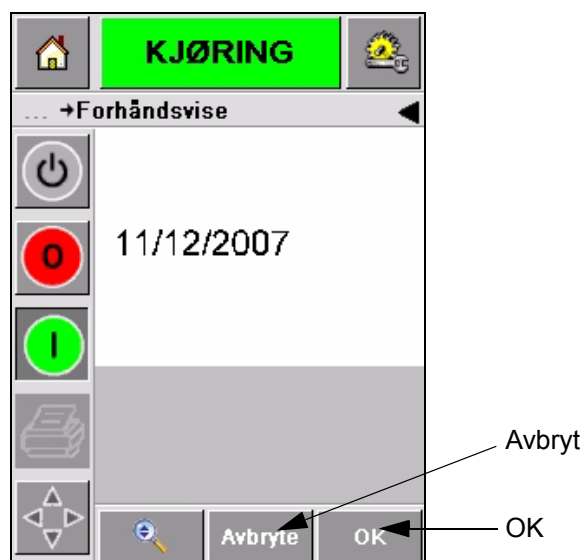 KJØRING
... →Forhåndsvise
11/12/2007
O
I
Avbryt
Avbryte
OK
OK